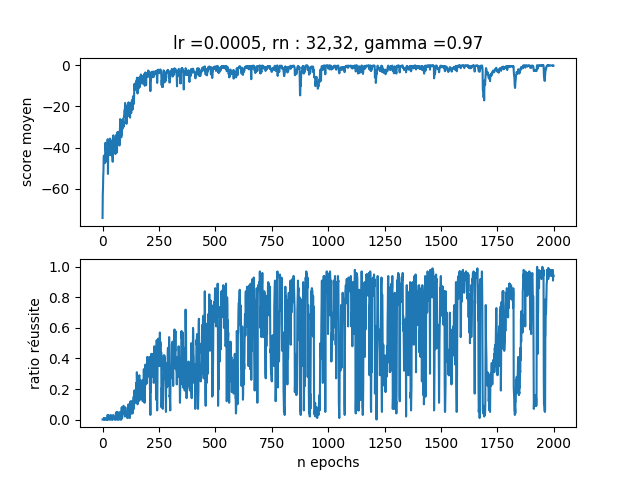 lr =0.0005, rn : 32,32, gamma =0.97
0
−20
−40
−60
score moyen
0 250 500 750 1000 1250 1500 1750 2000
1.0
0.8
0.6
0.4
0.2
0.0
ratio réussite
0 250 500 750 1000 1250 1500 1750 2000
n epochs